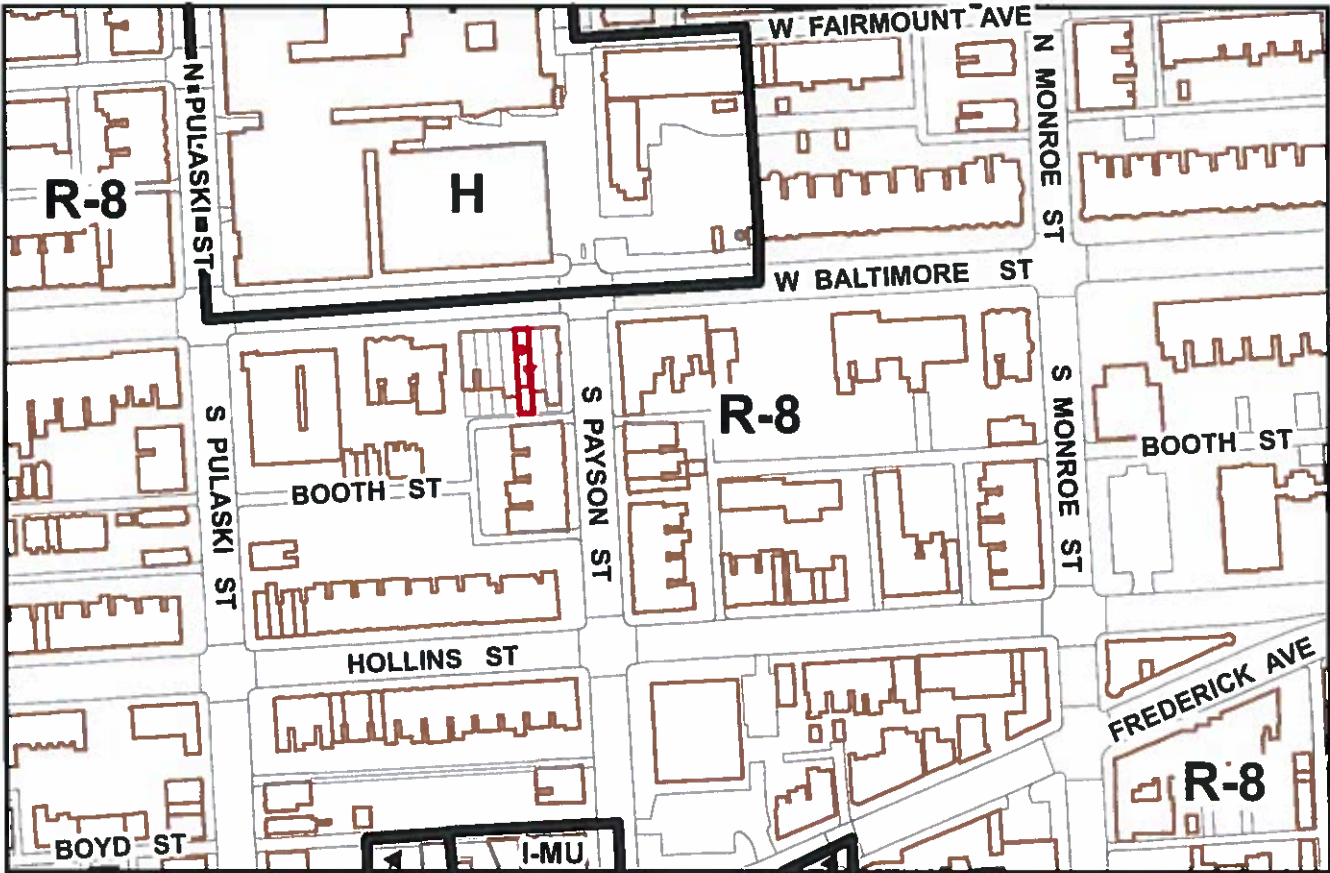 W FAIRMOUNT AVE
N PULASKI ST
N MONROE ST
R-8
H
W BALTIMORE ST
S PULASKI ST
S PAYSON ST
R-8
S MONROE ST
BOOTH ST
BOOTH ST
HOLLINS ST
FREDERICK AVE
R-8
BOYD ST
I-MU